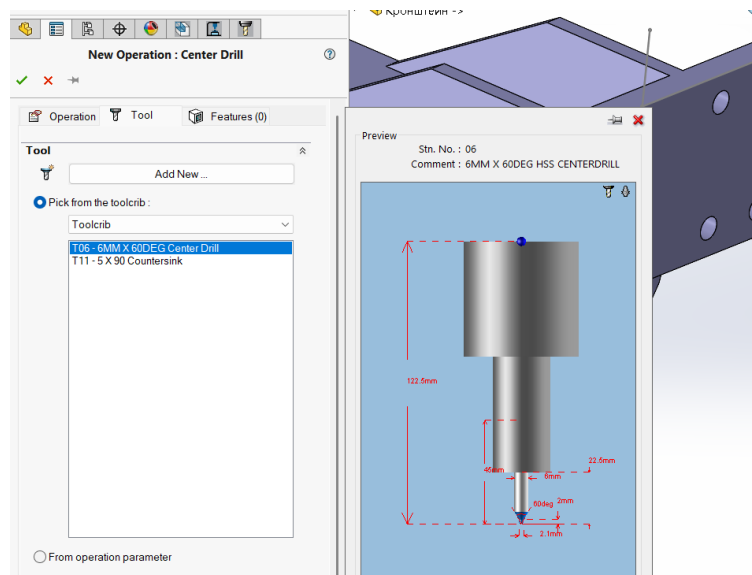 Кронштейн ->
New Operation : Center Drill
Operation
Tool
Features (0)
Tool
Add New ...
Pick from the toolcrib :
Toolcrib
T06 - 6MM X 60DEG Center Drill
T11 - 5 X 90 Countersink
From operation parameter
Preview
Stn. No. : 06
Comment : 6MM X 60DEG HSS CENTERDRILL
122.5mm
45mm
22.5mm
6mm
60deg
2mm
2.1mm